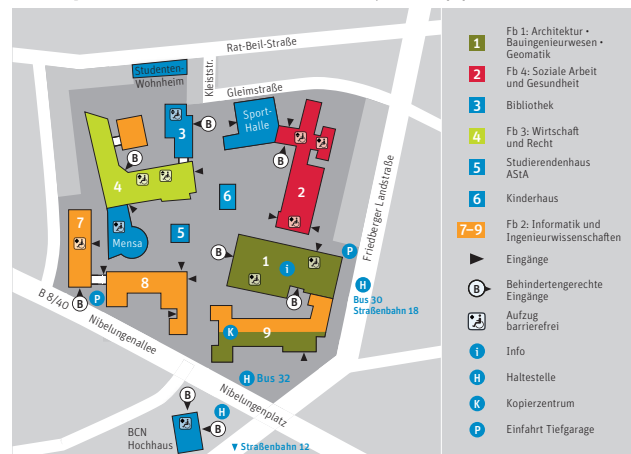 Rat-Beil-Straße
Studenten-
Wohnheim
Kleiststr.
Gleimstraße
Sport-
Halle
3
B
B
B
4
2
6
Friedberger Landstraße
7
Mensa
5
B
1
i
P
8
H
Bus 30
Straßenbahn 18
B 8/40
B
P
B
K
9
Nibelungenallee
H Bus 32
Nibelungenplatz
B
H
B
BCN
Hochhaus
Straßenbahn 12
1
Fb 1: Architektur •
Bauingenieurwesen •
Geomatik
2
Fb 4: Soziale Arbeit
und Gesundheit
3
Bibliothek
4
Fb 3: Wirtschaft
und Recht
5
Studierendenhaus
AStA
6
Kinderhaus
7–9
Fb 2: Informatik und
Ingenieurwissenschaften
Eingänge
B
Behindertengerechte
Eingänge
Aufzug
barrierefrei
i
Info
H
Haltestelle
K
Kopierzentrum
P
Einfahrt Tiefgarage